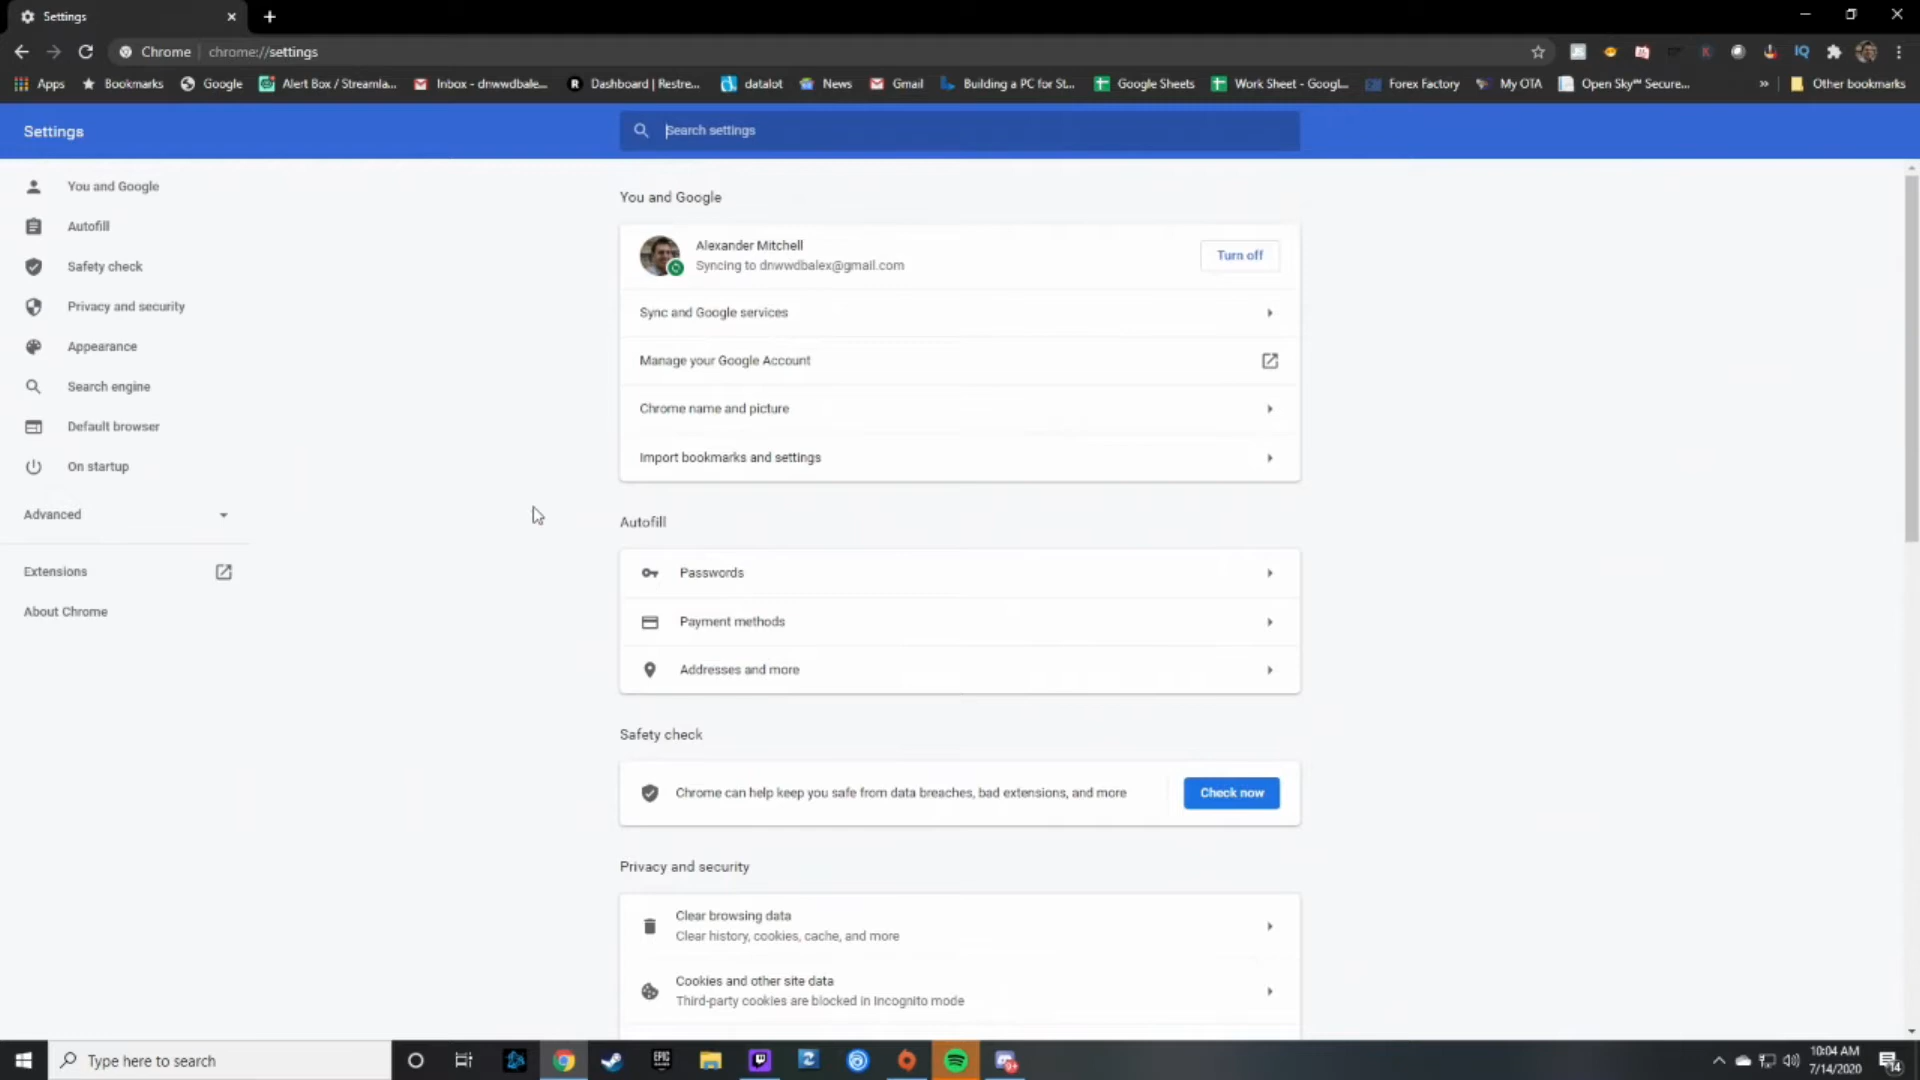 Settings
Chrome | chrome://settings
Apps Bookmarks Google Alert Box / Streamla... Inbox - dnwwdbale... Dashboard | Restre... datalot News Gmail Building a PC for St... Google Sheets Work Sheet - Googl... Forex Factory My OTA Open Sky℠ Secure... » Other bookmarks
Settings
Search settings
You and Google
Autofill
Safety check
Privacy and security
Appearance
Search engine
Default browser
On startup
Advanced
Extensions
About Chrome
You and Google
Alexander Mitchell
Syncing to dnwwdbalex@gmail.com
Turn off
Sync and Google services
Manage your Google Account
Chrome name and picture
Import bookmarks and settings
Autofill
Passwords
Payment methods
Addresses and more
Safety check
Chrome can help keep you safe from data breaches, bad extensions, and more
Check now
Privacy and security
Clear browsing data
Clear history, cookies, cache, and more
Cookies and other site data
Third-party cookies are blocked in Incognito mode
Type here to search
10:04 AM
7/14/2020